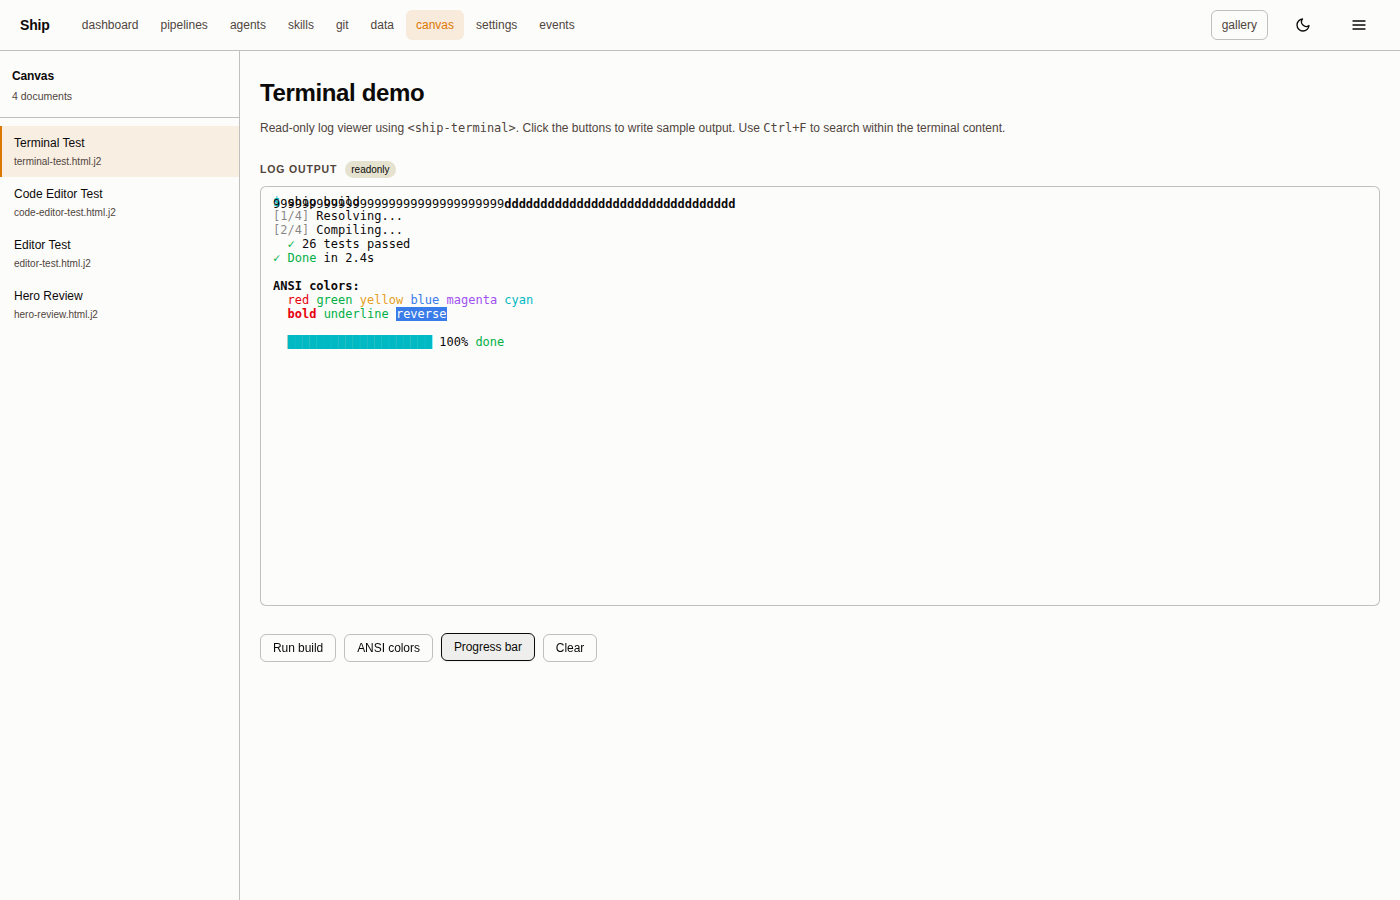 Ship dashboard pipelines agents skills git data canvas settings events gallery
Canvas
4 documents
Terminal Test
terminal-test.html.j2
Code Editor Test
code-editor-test.html.j2
Editor Test
editor-test.html.j2
Hero Review
hero-review.html.j2
Terminal demo
Read-only log viewer using <ship-terminal>. Click the buttons to write sample output. Use Ctrl+F to search within the terminal content.
LOG OUTPUT readonly
ship build
99999999999999999999999999999999dddddddddddddddddddddddddddddddd
[1/4] Resolving...
[2/4] Compiling...
✓ 26 tests passed
✓ Done in 2.4s
ANSI colors:
red green yellow blue magenta cyan
bold underline reverse
100% done
Run build ANSI colors Progress bar Clear